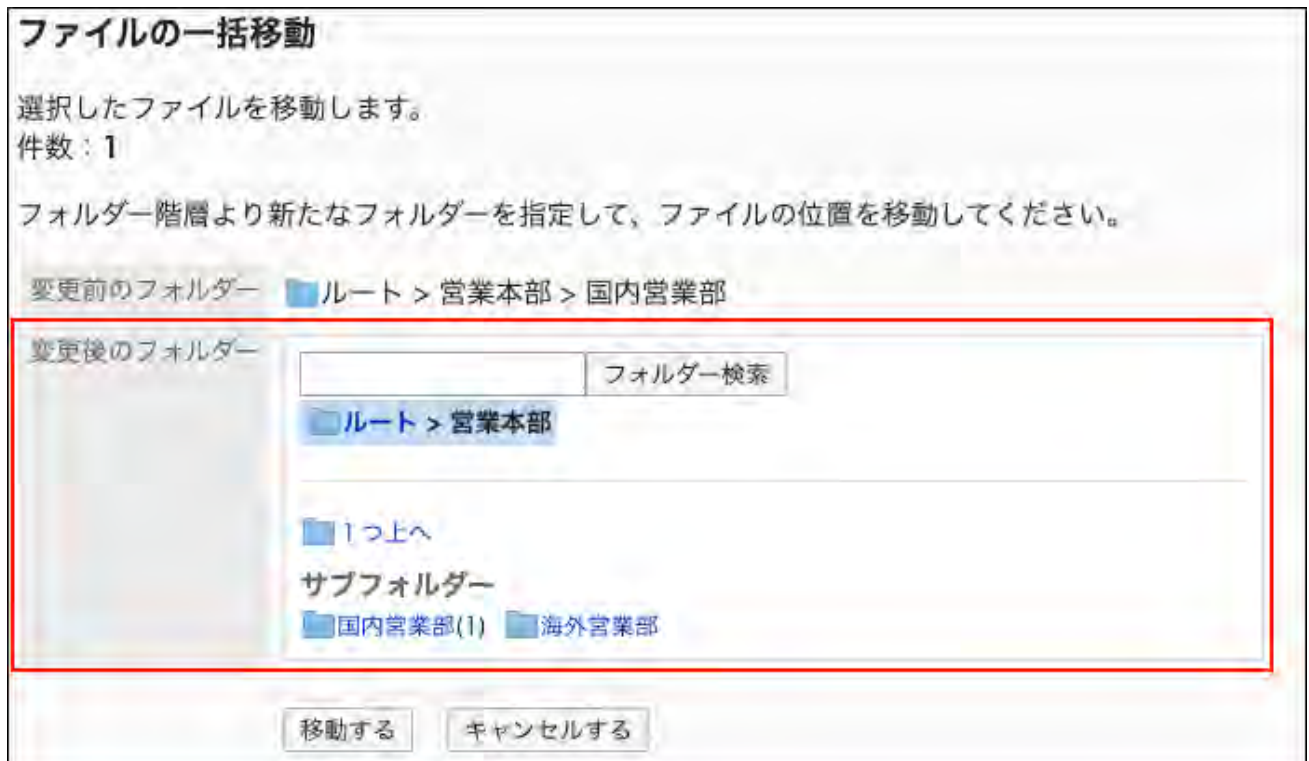 ファイルの一括移動
選択したファイルを移動します。
件数：1
フォルダー階層より新たなフォルダーを指定して、ファイルの位置を移動してください。
変更前のフォルダー ルート > 営業本部 > 国内営業部
変更後のフォルダー
フォルダー検索
ルート > 営業本部
1つ上へ
サブフォルダー
国内営業部(1) 海外営業部
移動する キャンセルする